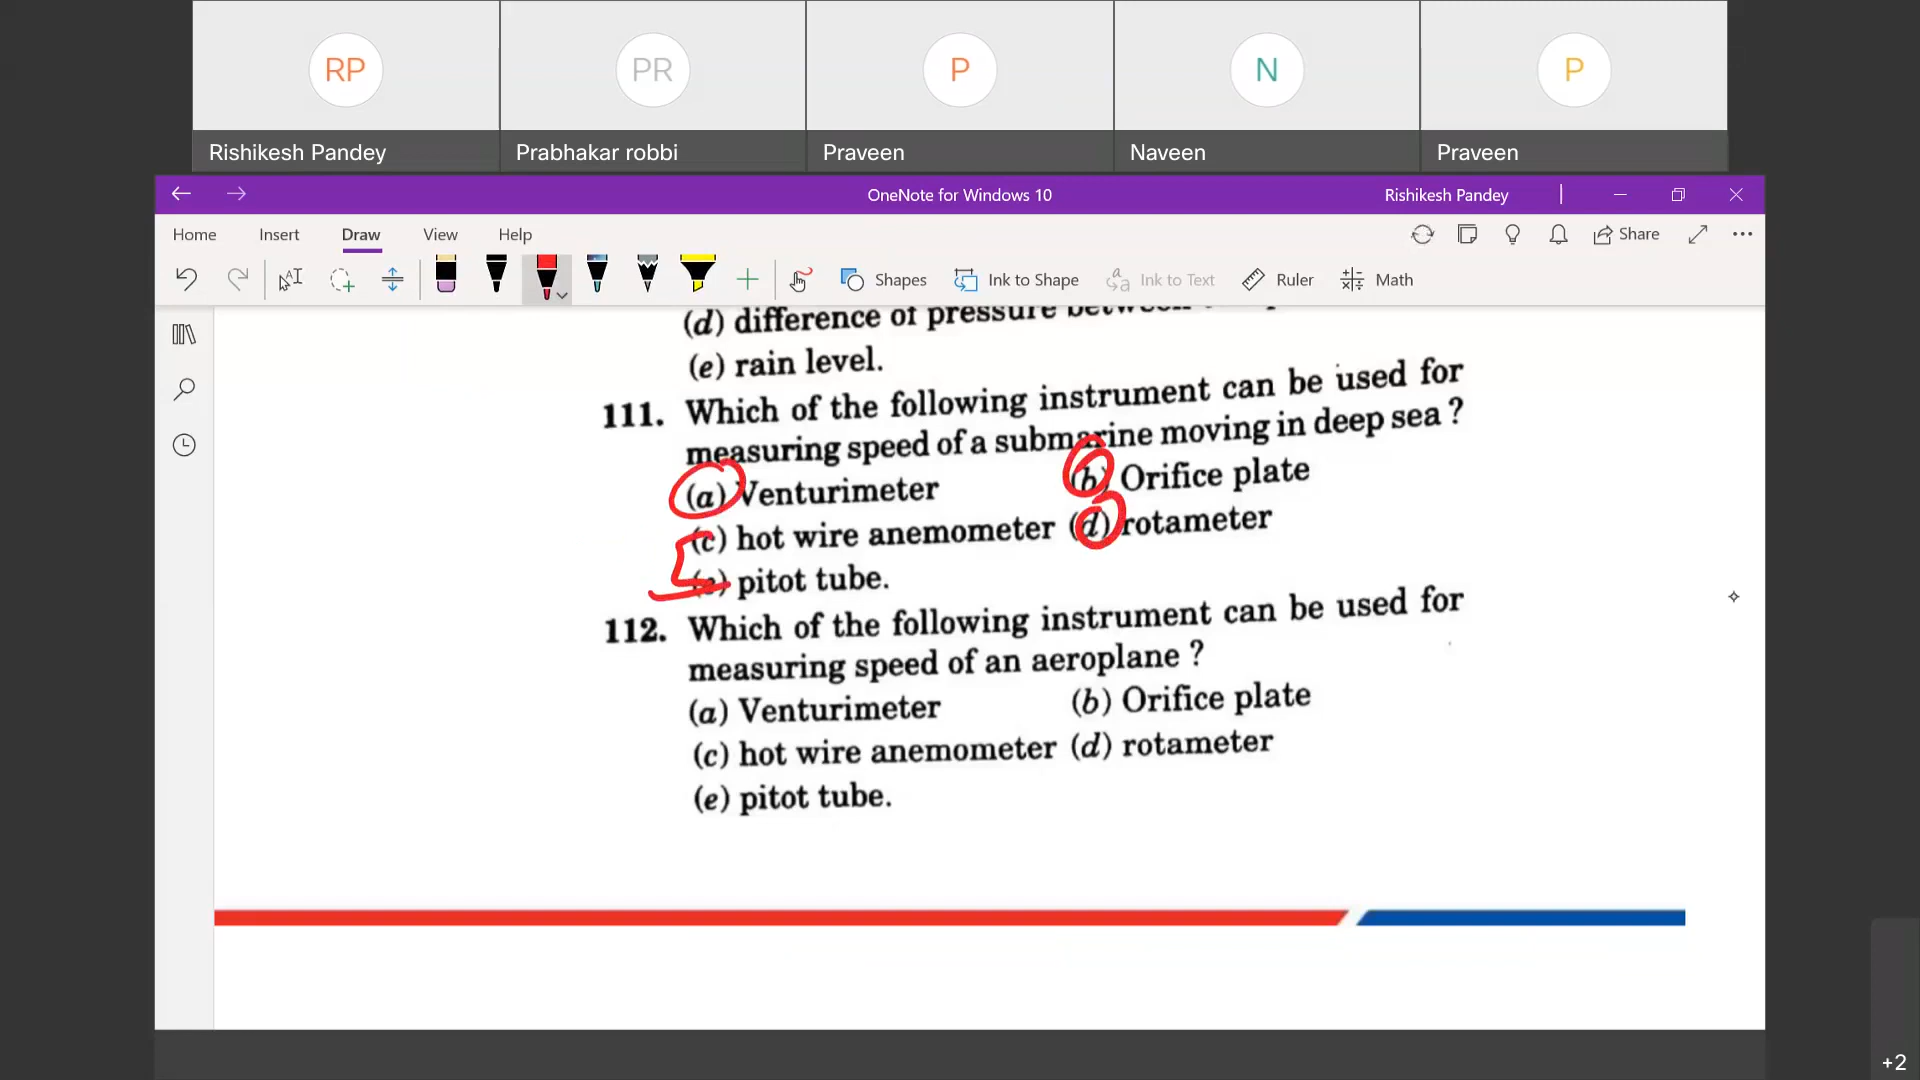 RP PR P N P
Rishikesh Pandey Prabhakar robbi Praveen Naveen Praveen
OneNote for Windows 10 Rishikesh Pandey
Home Insert Draw View Help Share
Shapes Ink to Shape Ink to Text Ruler Math
(d) difference of pressure between
(e) rain level.
111. Which of the following instrument can be used for
measuring speed of a submarine moving in deep sea ?
(a) Venturimeter (b) Orifice plate
(c) hot wire anemometer (d) rotameter
(e) pitot tube.
112. Which of the following instrument can be used for
measuring speed of an aeroplane ?
(a) Venturimeter (b) Orifice plate
(c) hot wire anemometer (d) rotameter
(e) pitot tube.
+2